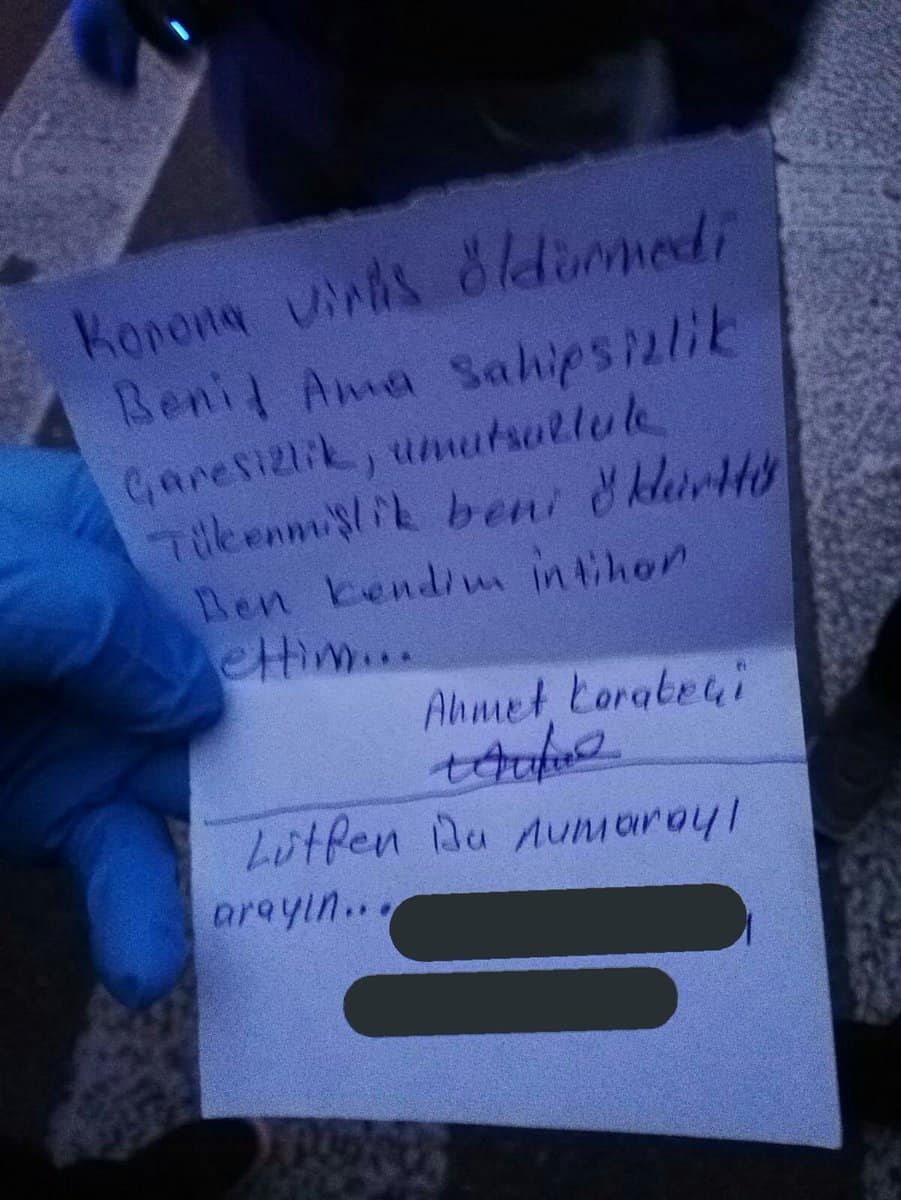 Korona virüs öldürmedi
Beni! Ama sahipsizlik
Çaresizlik, umutsuzluk
Tükenmişlik beni öldürttü
Ben kendim intihar
ettim...
Ahmet Karabeçi
Lütfen Bu numarayı
arayın...